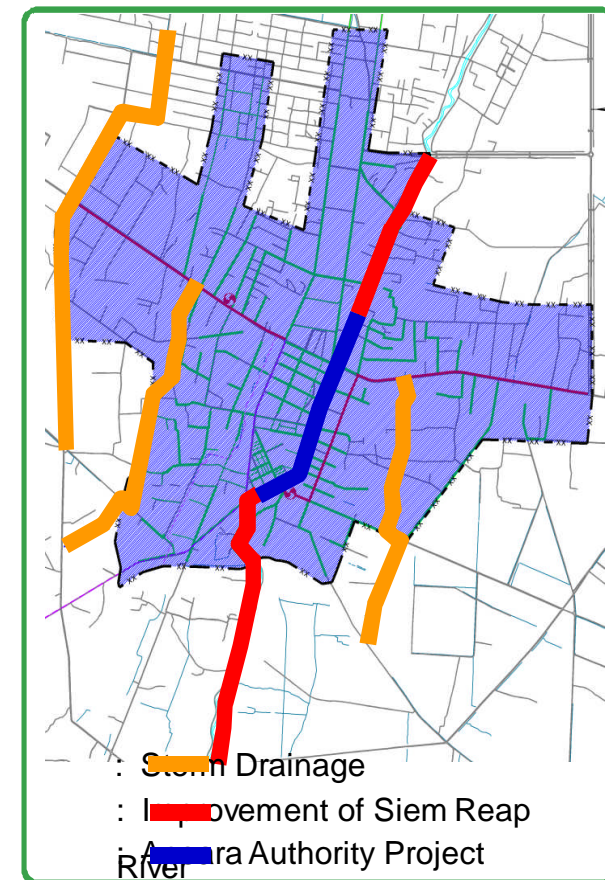 : Storm Drainage
: Improvement of Siem Reap
River
: Apsara Authority Project